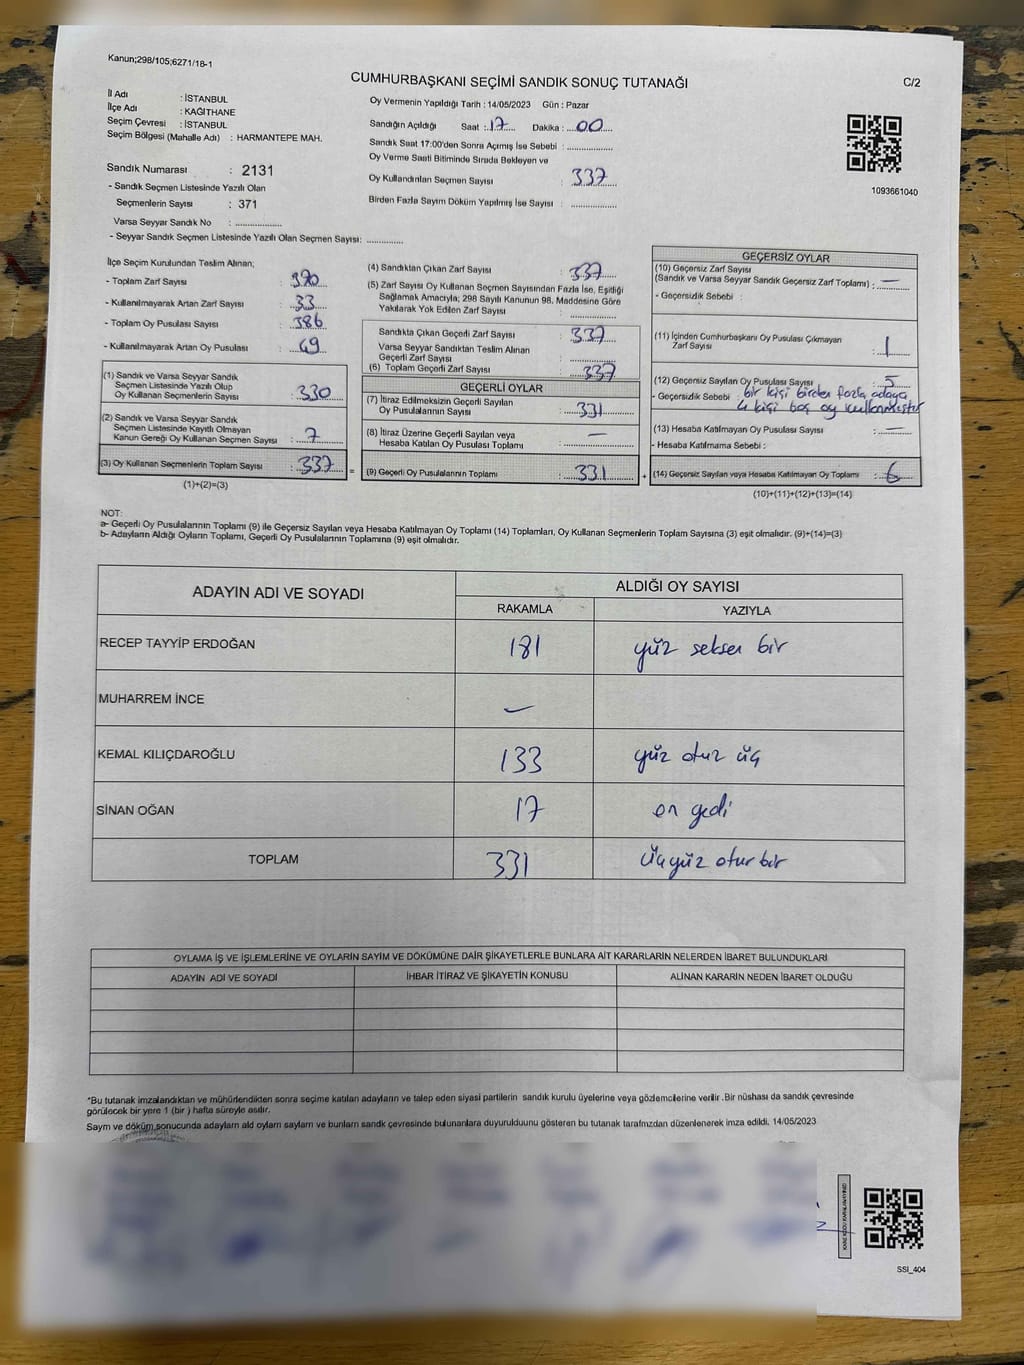 Kanun;298/105;6271/18-1
CUMHURBAŞKANI SEÇİMİ SANDIK SONUÇ TUTANAĞI
C/2
İl Adı : İSTANBUL
İlçe Adı : KAĞITHANE
Seçim Çevresi : İSTANBUL
Seçim Bölgesi (Mahalle Adı) : HARMANTEPE MAH.
Sandık Numarası : 2131
- Sandık Seçmen Listesinde Yazılı Olan
Seçmenlerin Sayısı : 371
Varsa Seyyar Sandık No : ..............
- Seyyar Sandık Seçmen Listesinde Yazılı Olan Seçmen Sayısı: ............
Oy Vermenin Yapıldığı Tarih : 14/05/2023 Gün : Pazar
Sandığın Açıldığı Saat : 17 Dakika : 00
Sandık Saat 17:00'den Sonra Açımış İse Sebebi : ..............
Oy Verme Saati Bitiminde Sırada Bekleyen ve
Oy Kullandırılan Seçmen Sayısı : 337
Birden Fazla Sayım Döküm Yapılmış İse Sayısı : ..............
1093661040
İlçe Seçim Kurulundan Teslim Alınan;
- Toplam Zarf Sayısı : 370
- Kullanılmayarak Artan Zarf Sayısı : 33
- Toplam Oy Pusulası Sayısı : 386
- Kullanılmayarak Artan Oy Pusulası : 49
(1) Sandık ve Varsa Seyyar Sandık
Seçmen Listesinde Yazılı Olup
Oy Kullanan Seçmenlerin Sayısı : 330
(2) Sandık ve Varsa Seyyar Sandık
Seçmen Listesinde Kayıtlı Olmayan
Kanun Gereği Oy Kullanan Seçmen Sayısı : 7
(3) Oy Kullanan Seçmenlerin Toplam Sayısı : 337
(1)+(2)=(3)
(4) Sandıktan Çıkan Zarf Sayısı : 337
(5) Zarf Sayısı Oy Kullanan Seçmen Sayısından Fazla İse, Eşitliği
Sağlamak Amacıyla; 298 Sayılı Kanunun 98. Maddesine Göre
Yakılarak Yok Edilen Zarf Sayısı : ..............
Sandıkta Çıkan Geçerli Zarf Sayısı : 337
Varsa Seyyar Sandıktan Teslim Alınan
Geçerli Zarf Sayısı : ..............
(6) Toplam Geçerli Zarf Sayısı : 337
GEÇERLİ OYLAR
(7) İtiraz Edilmeksizin Geçerli Sayılan
Oy Pusulalarının Sayısı : 331
(8) İtiraz Üzerine Geçerli Sayılan veya
Hesaba Katılan Oy Pusulası Toplamı : –
(9) Geçerli Oy Pusulalarının Toplamı : 331
GEÇERSİZ OYLAR
(10) Geçersiz Zarf Sayısı
(Sandık ve Varsa Seyyar Sandık Geçersiz Zarf Toplamı) : –
- Geçersizlik Sebebi :
(11) İçinden Cumhurbaşkanı Oy Pusulası Çıkmayan
Zarf Sayısı : 1
(12) Geçersiz Sayılan Oy Pusulası Sayısı : 5
- Geçersizlik Sebebi : bir kişi birden fazla adaya
4 kişi boş oy kullanmıştır
(13) Hesaba Katılmayan Oy Pusulası Sayısı : –
- Hesaba Katılmama Sebebi :
(14) Geçersiz Sayılan veya Hesaba Katılmayan Oy Toplamı : 6
(10)+(11)+(12)+(13)=(14)
NOT:
a- Geçerli Oy Pusulalarının Toplamı (9) ile Geçersiz Sayılan veya Hesaba Katılmayan Oy Toplamı (14) Toplamları, Oy Kullanan Seçmenlerin Toplam Sayısına (3) eşit olmalıdır. (9)+(14)=(3)
b- Adayların Aldığı Oyların Toplamı, Geçerli Oy Pusulalarının Toplamına (9) eşit olmalıdır.
ADAYIN ADI VE SOYADI
ALDIĞI OY SAYISI
RAKAMLA YAZIYLA
RECEP TAYYİP ERDOĞAN 181 yüz seksen bir
MUHARREM İNCE –
KEMAL KILIÇDAROĞLU 133 yüz otuz üç
SİNAN OĞAN 17 on yedi
TOPLAM 331 üçyüz otuz bir
OYLAMA İŞ VE İŞLEMLERİNE VE OYLARIN SAYIM VE DÖKÜMÜNE DAİR ŞİKAYETLERLE BUNLARA AİT KARARLARIN NELERDEN İBARET BULUNDUKLARI
ADAYIN ADI VE SOYADI İHBAR İTİRAZ VE ŞİKAYETİN KONUSU ALINAN KARARIN NEDEN İBARET OLDUĞU
*Bu tutanak imzalandıktan ve mühürlendikten sonra seçime katılan adayların ve talep eden siyasi partilerin sandık kurulu üyelerine veya gözlemcilerine verilir .Bir nüshası da sandık çevresinde
görülecek bir yere 1 (bir ) hafta süreyle asılır.
Sayım ve döküm sonucunda adayların ald oyların sayların ve bunların sandk çevresinde bulunanlara duyurulduunu gösteren bu tutanak tarafmzdan düzenlenerek imza edildi. 14/05/2023
SSI_404